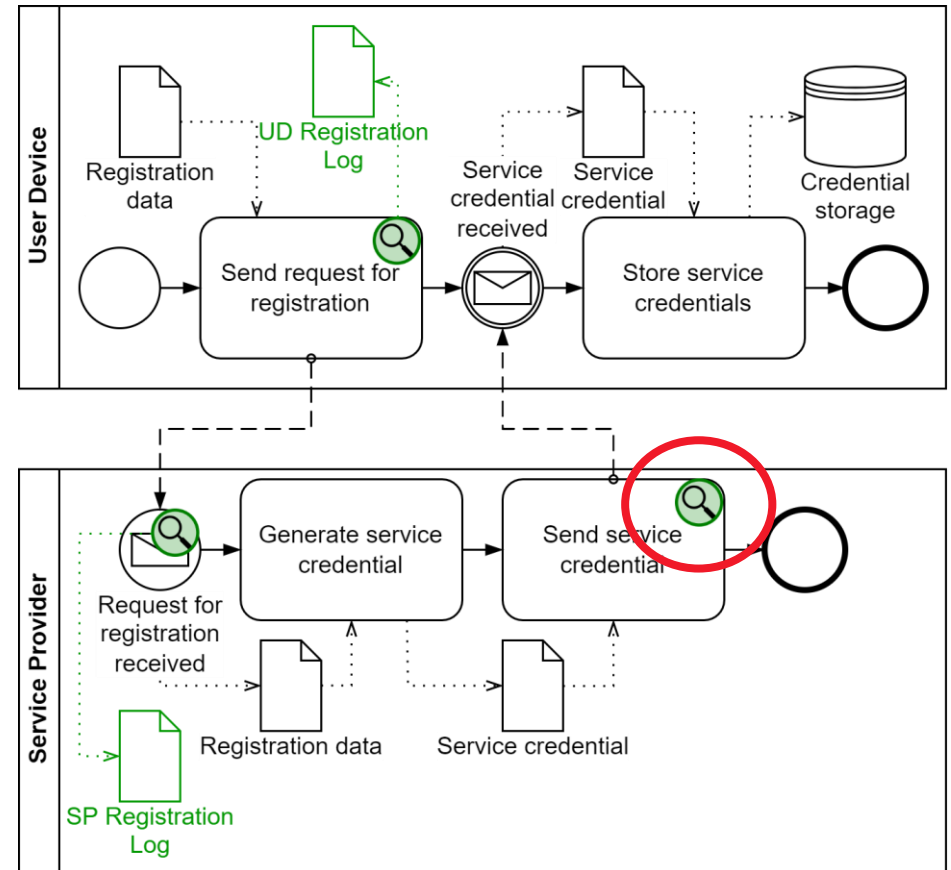 User Device
Registration
data
UD Registration
Log
Service
credential
received
Service
credential
Credential
storage
Send request for
registration
Store service
credentials
Service Provider
Request for
registration
received
Generate service
credential
Send service
credential
Registration data
Service credential
SP Registration
Log